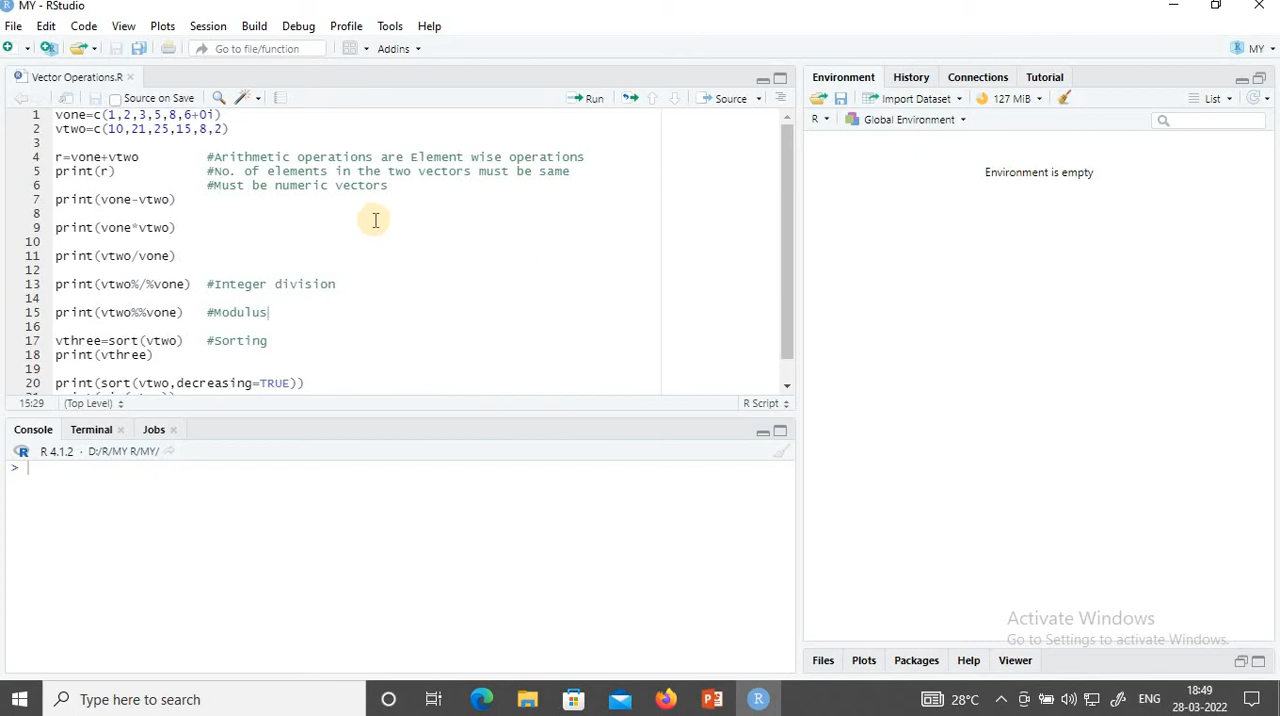 MY - RStudio
File Edit Code View Plots Session Build Debug Profile Tools Help
Go to file/function Addins MY
Vector Operations.R
Source on Save Run Source
1 vone=c(1,2,3,5,8,6+0i)
2 vtwo=c(10,21,25,15,8,2)
3
4 r=vone+vtwo #Arithmetic operations are Element wise operations
5 print(r) #No. of elements in the two vectors must be same
6 #Must be numeric vectors
7 print(vone-vtwo)
8
9 print(vone*vtwo)
10
11 print(vtwo/vone)
12
13 print(vtwo%/%vone) #Integer division
14
15 print(vtwo%%vone) #Modulus
16
17 vthree=sort(vtwo) #Sorting
18 print(vthree)
19
20 print(sort(vtwo,decreasing=TRUE))
15:29 (Top Level) R Script
Console Terminal Jobs
R 4.1.2 · D:/R/MY R/MY/
>
Environment History Connections Tutorial
Import Dataset 127 MiB List
R Global Environment
Environment is empty
Activate Windows
Go to Settings to activate Windows.
Files Plots Packages Help Viewer
Type here to search
28°C ENG 18:49
28-03-2022